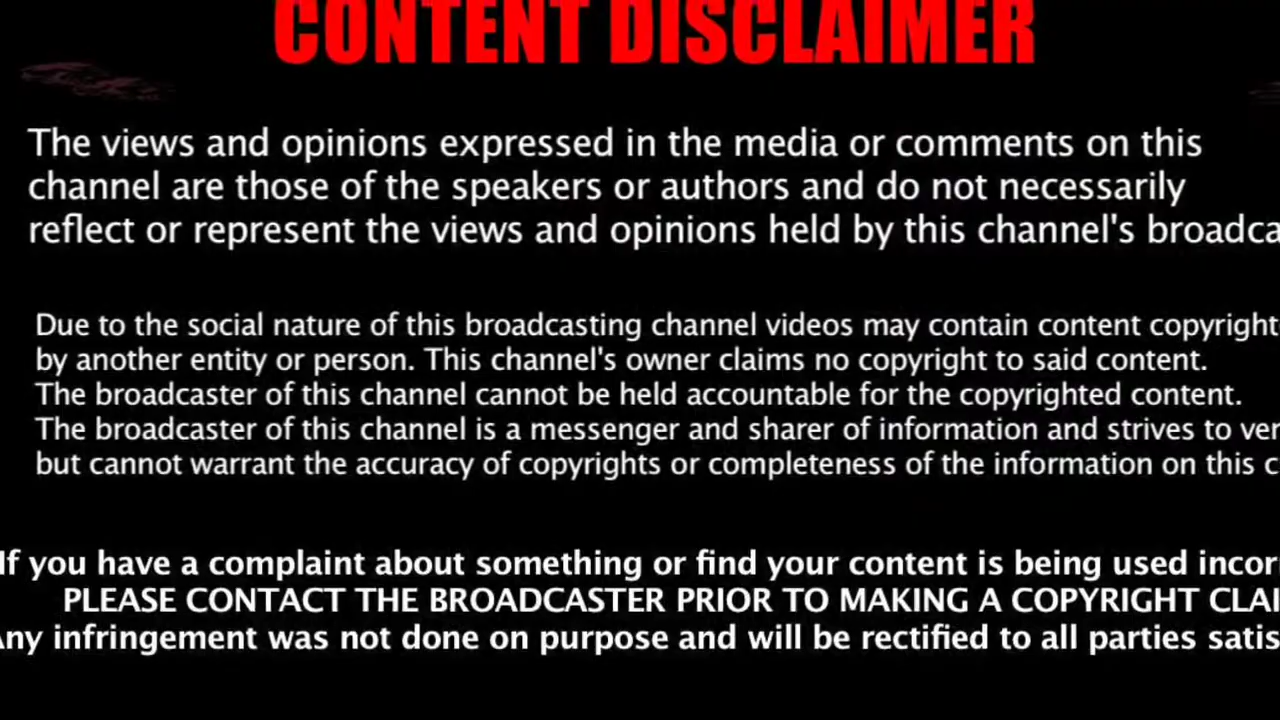 CONTENT DISCLAIMER
The views and opinions expressed in the media or comments on this
channel are those of the speakers or authors and do not necessarily
reflect or represent the views and opinions held by this channel's broadca
Due to the social nature of this broadcasting channel videos may contain content copyright
by another entity or person. This channel's owner claims no copyright to said content.
The broadcaster of this channel cannot be held accountable for the copyrighted content.
The broadcaster of this channel is a messenger and sharer of information and strives to ver
but cannot warrant the accuracy of copyrights or completeness of the information on this c
If you have a complaint about something or find your content is being used incor
PLEASE CONTACT THE BROADCASTER PRIOR TO MAKING A COPYRIGHT CLAI
Any infringement was not done on purpose and will be rectified to all parties satis